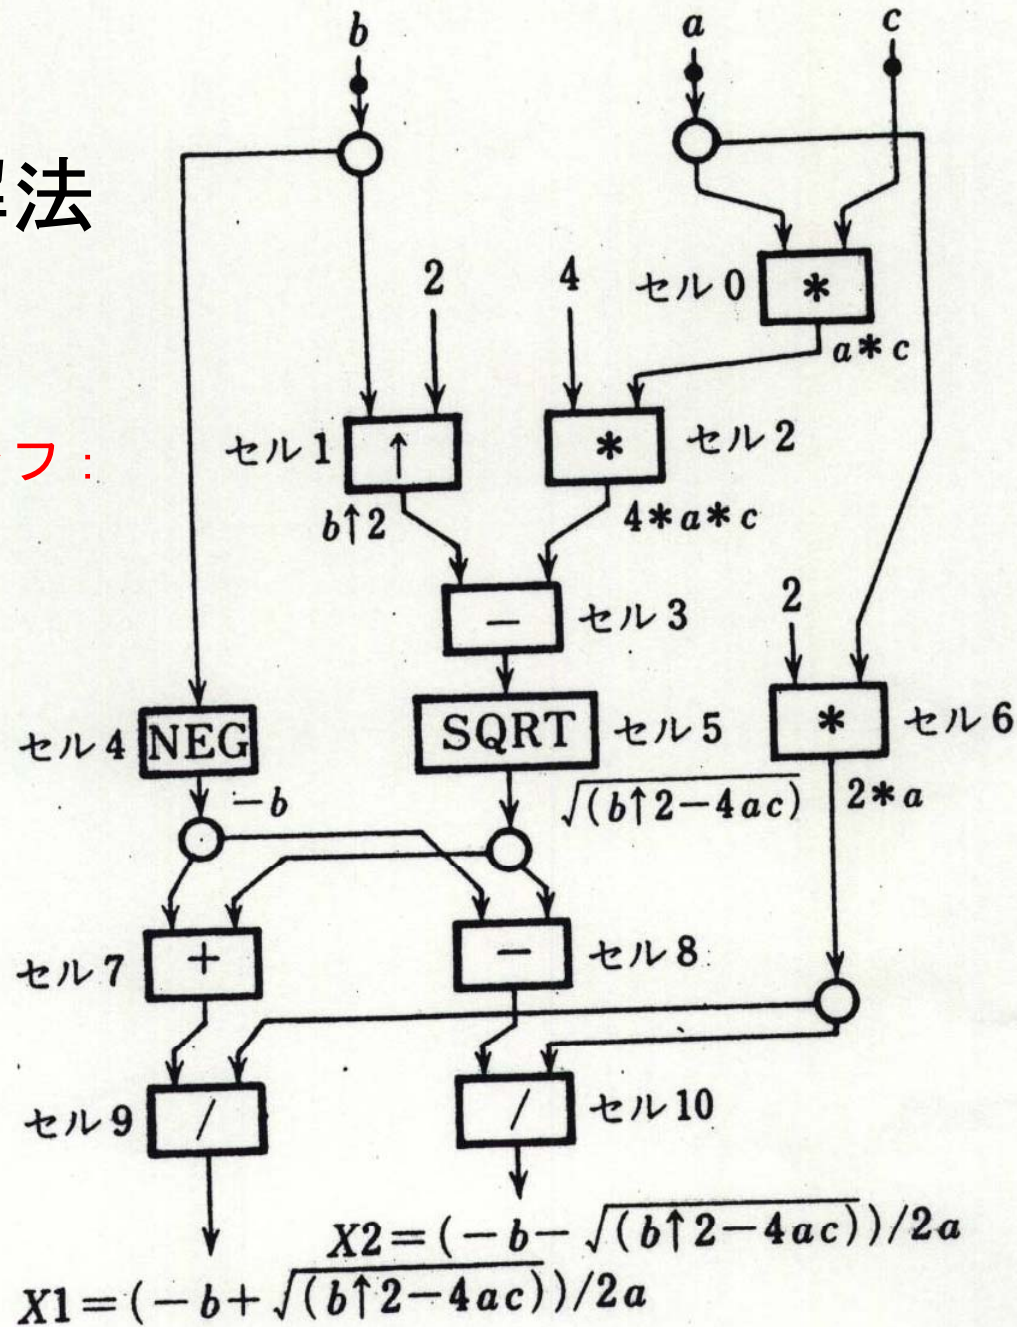 b a c
解法
2 4 セル 0 *
a*c
フ:
セル 1 ↑ * セル 2
b↑2 4*a*c
− セル 3 2
セル 4 NEG SQRT セル 5 * セル 6
−b √(b↑2−4ac) 2*a
セル 7 + − セル 8
セル 9 / / セル 10
X2=(−b−√(b↑2−4ac))/2a
X1=(−b+√(b↑2−4ac))/2a